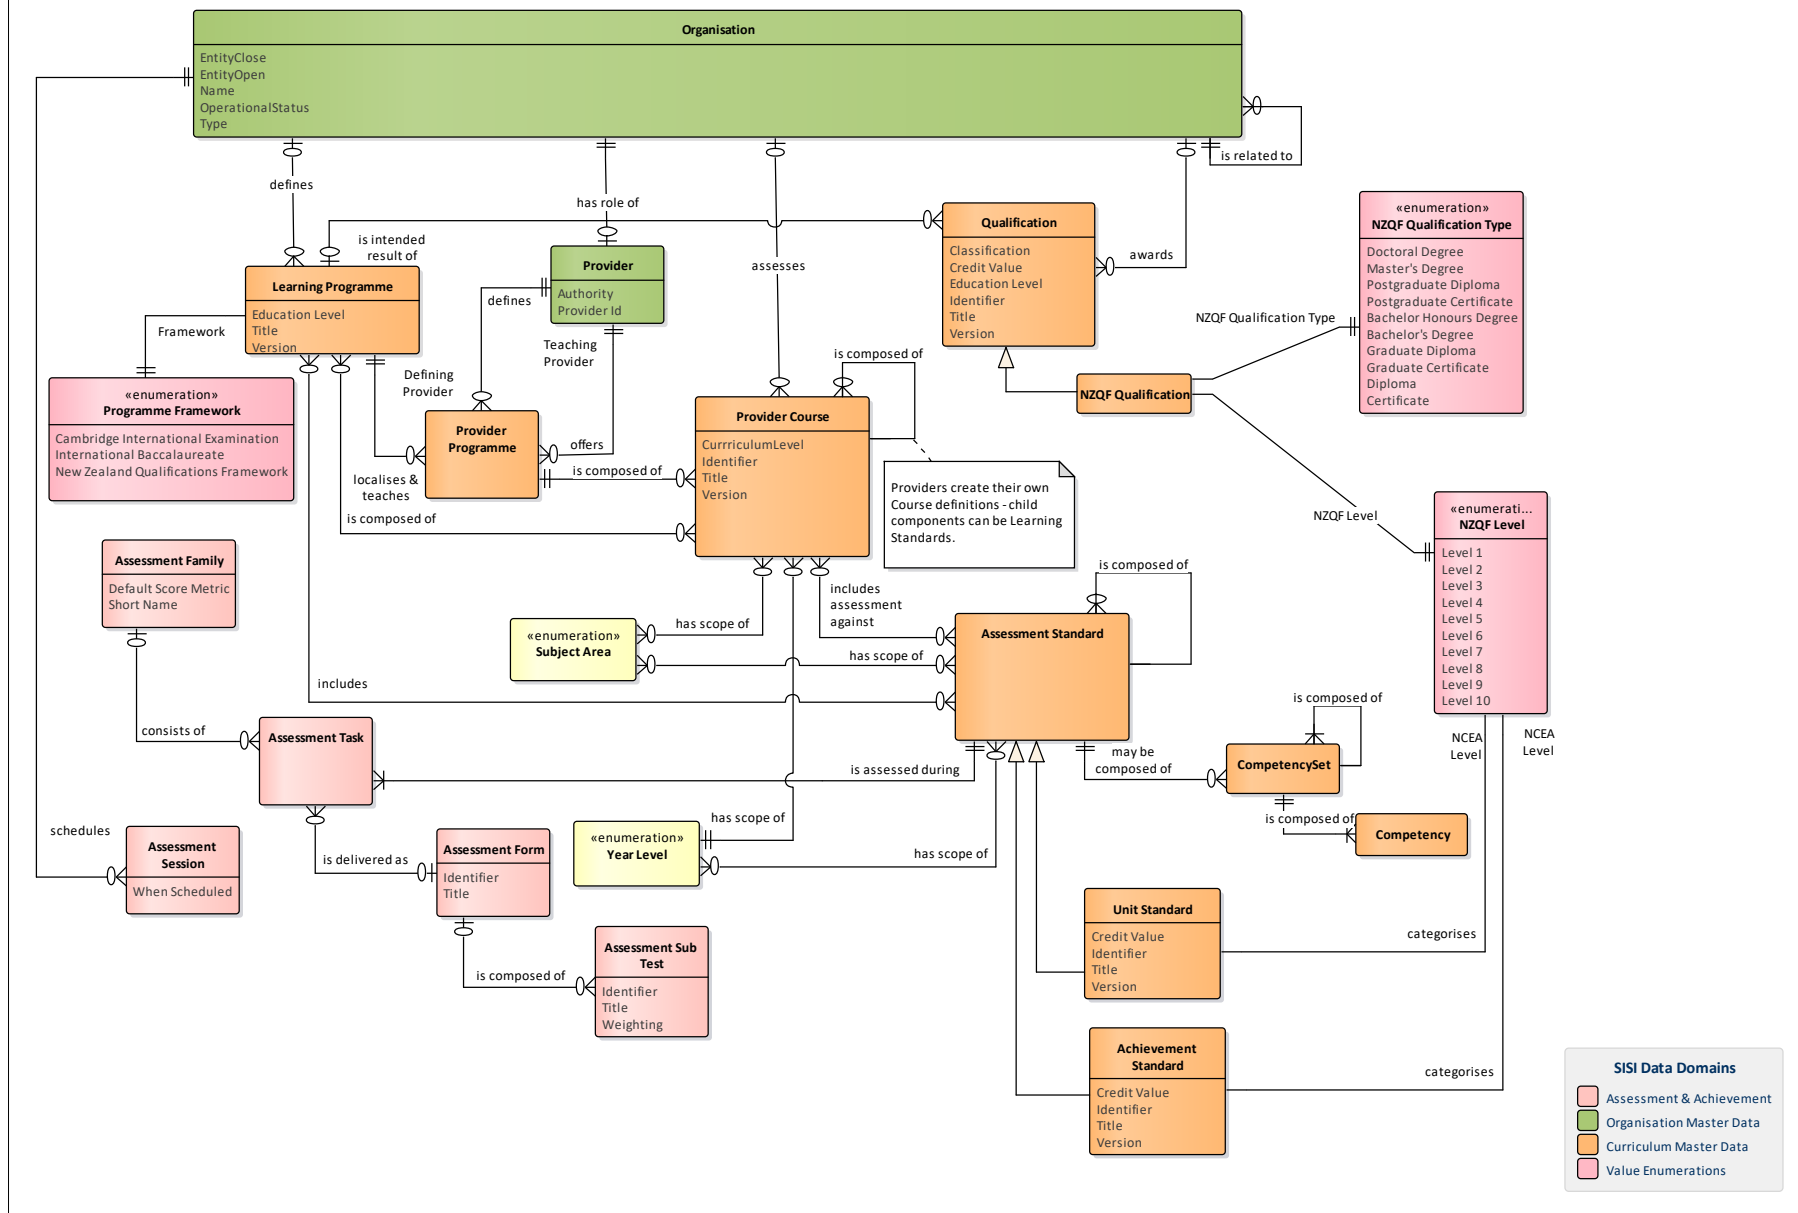 Organisation
EntityClose
EntityOpen
Name
OperationalStatus
Type
is related to
defines
has role of
is intended
result of
assesses
awards
Learning Programme
Education Level
Title
Version
Framework
Provider
Authority
Provider Id
defines
Teaching
Provider
Defining
Provider
Qualification
Classification
Credit Value
Education Level
Identifier
Title
Version
«enumeration»
NZQF Qualification Type
Doctoral Degree
Master's Degree
Postgraduate Diploma
Postgraduate Certificate
Bachelor Honours Degree
Bachelor's Degree
Graduate Diploma
Graduate Certificate
Diploma
Certificate
NZQF Qualification Type
NZQF Qualification
NZQF Level
«enumeration»
Programme Framework
Cambridge International Examination
International Baccalaureate
New Zealand Qualifications Framework
Provider
Programme
offers
is composed of
localises &
teaches
is composed of
is composed of
Provider Course
CurrriculumLevel
Identifier
Title
Version
Providers create their own
Course definitions - child
components can be Learning
Standards.
«enumerati...
NZQF Level
Level 1
Level 2
Level 3
Level 4
Level 5
Level 6
Level 7
Level 8
Level 9
Level 10
Assessment Family
Default Score Metric
Short Name
includes
assessment
against
is composed of
«enumeration»
Subject Area
has scope of
has scope of
Assessment Standard
includes
consists of
Assessment Task
is assessed during
may be
composed of
is composed of
CompetencySet
is composed of
Competency
NCEA
Level
NCEA
Level
schedules
Assessment
Session
When Scheduled
is delivered as
Assessment Form
Identifier
Title
«enumeration»
Year Level
has scope of
has scope of
is composed of
Assessment Sub
Test
Identifier
Title
Weighting
Unit Standard
Credit Value
Identifier
Title
Version
categorises
Achievement
Standard
Credit Value
Identifier
Title
Version
categorises
SISI Data Domains
Assessment & Achievement
Organisation Master Data
Curriculum Master Data
Value Enumerations